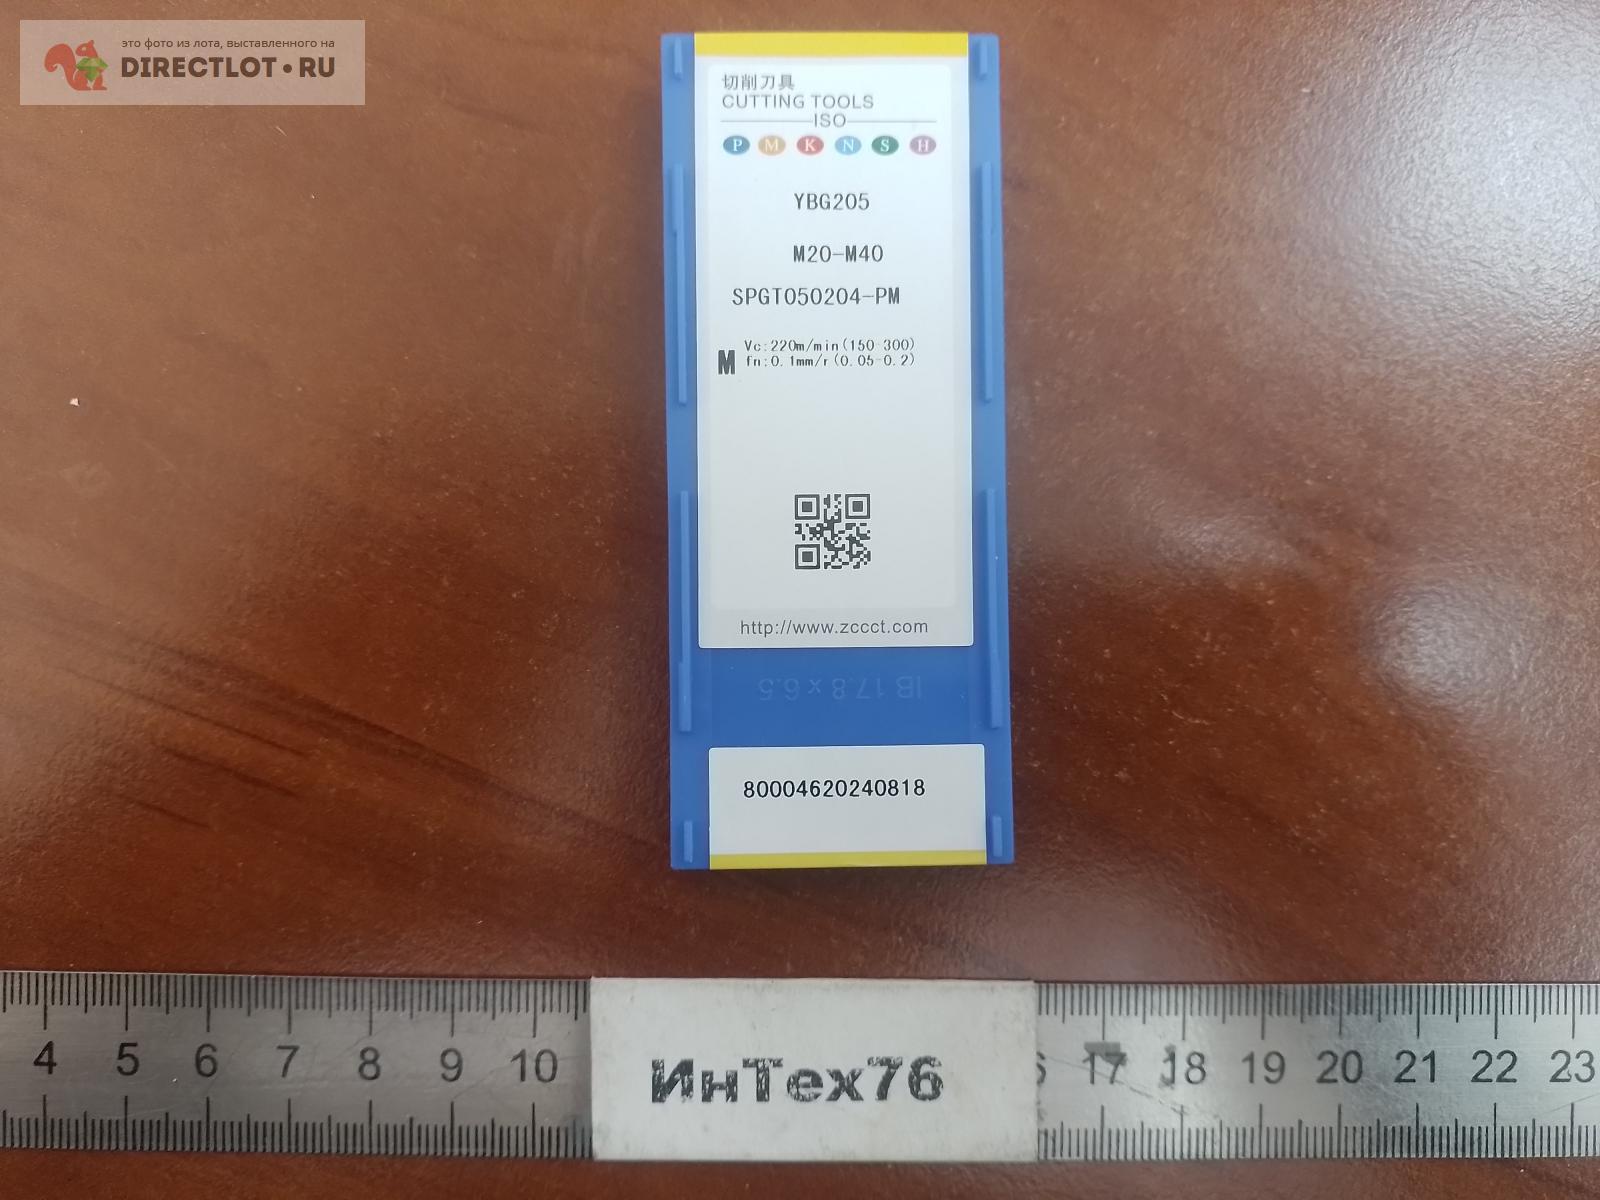 это фото из лота, выставленного на
DIRECTLOT•RU
切削刀具
CUTTING TOOLS
ISO
P M K N S H
YBG205
M20-M40
SPGT050204-PM
M
Vc:220m/min(150-300)
fn:0.1mm/r(0.05-0.2)
http://www.zccct.com
IB 17.8 x 6.5
80004620240818
4 5 6 7 8 9 10 17 18 19 20 21 22 23
ИнТех76